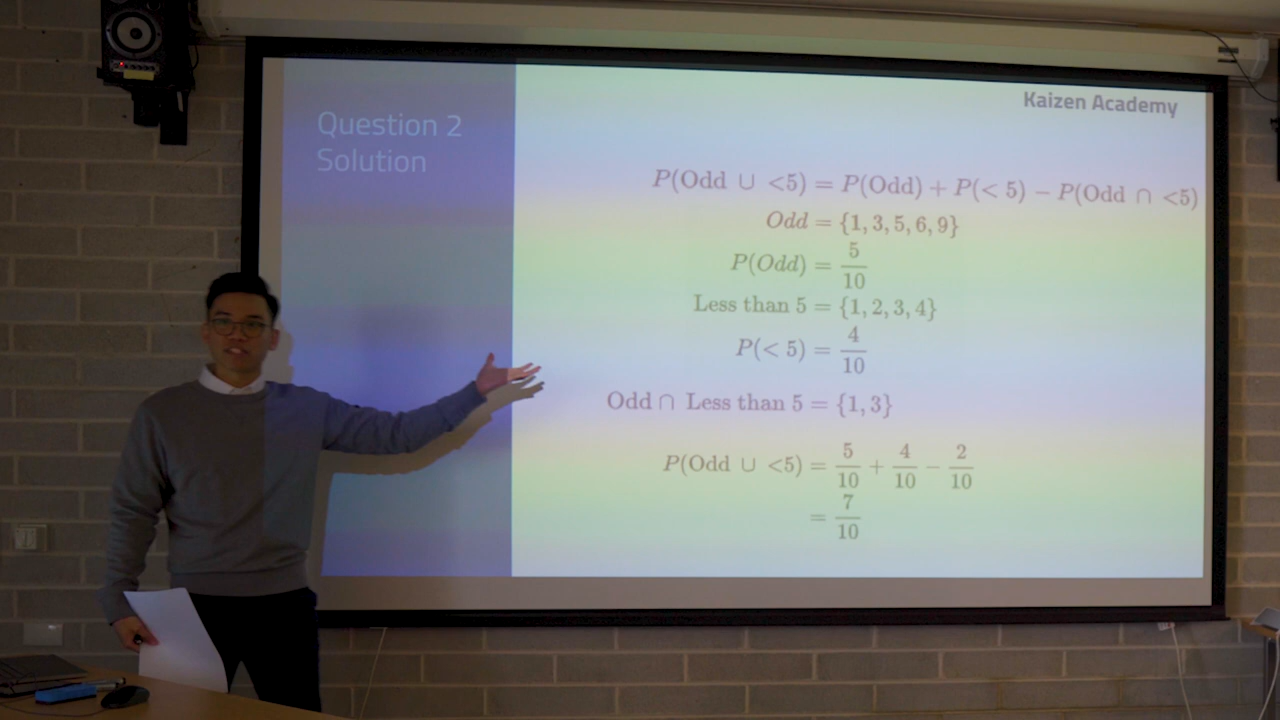 Kaizen Academy
Question 2
Solution
P(Odd ∪ <5) = P(Odd) + P(< 5) − P(Odd ∩ <5)
Odd = {1, 3, 5, 6, 9}
P(Odd) = 5/10
Less than 5 = {1, 2, 3, 4}
P(< 5) = 4/10
Odd ∩ Less than 5 = {1, 3}
P(Odd ∪ <5) = 5/10 + 4/10 − 2/10
= 7/10